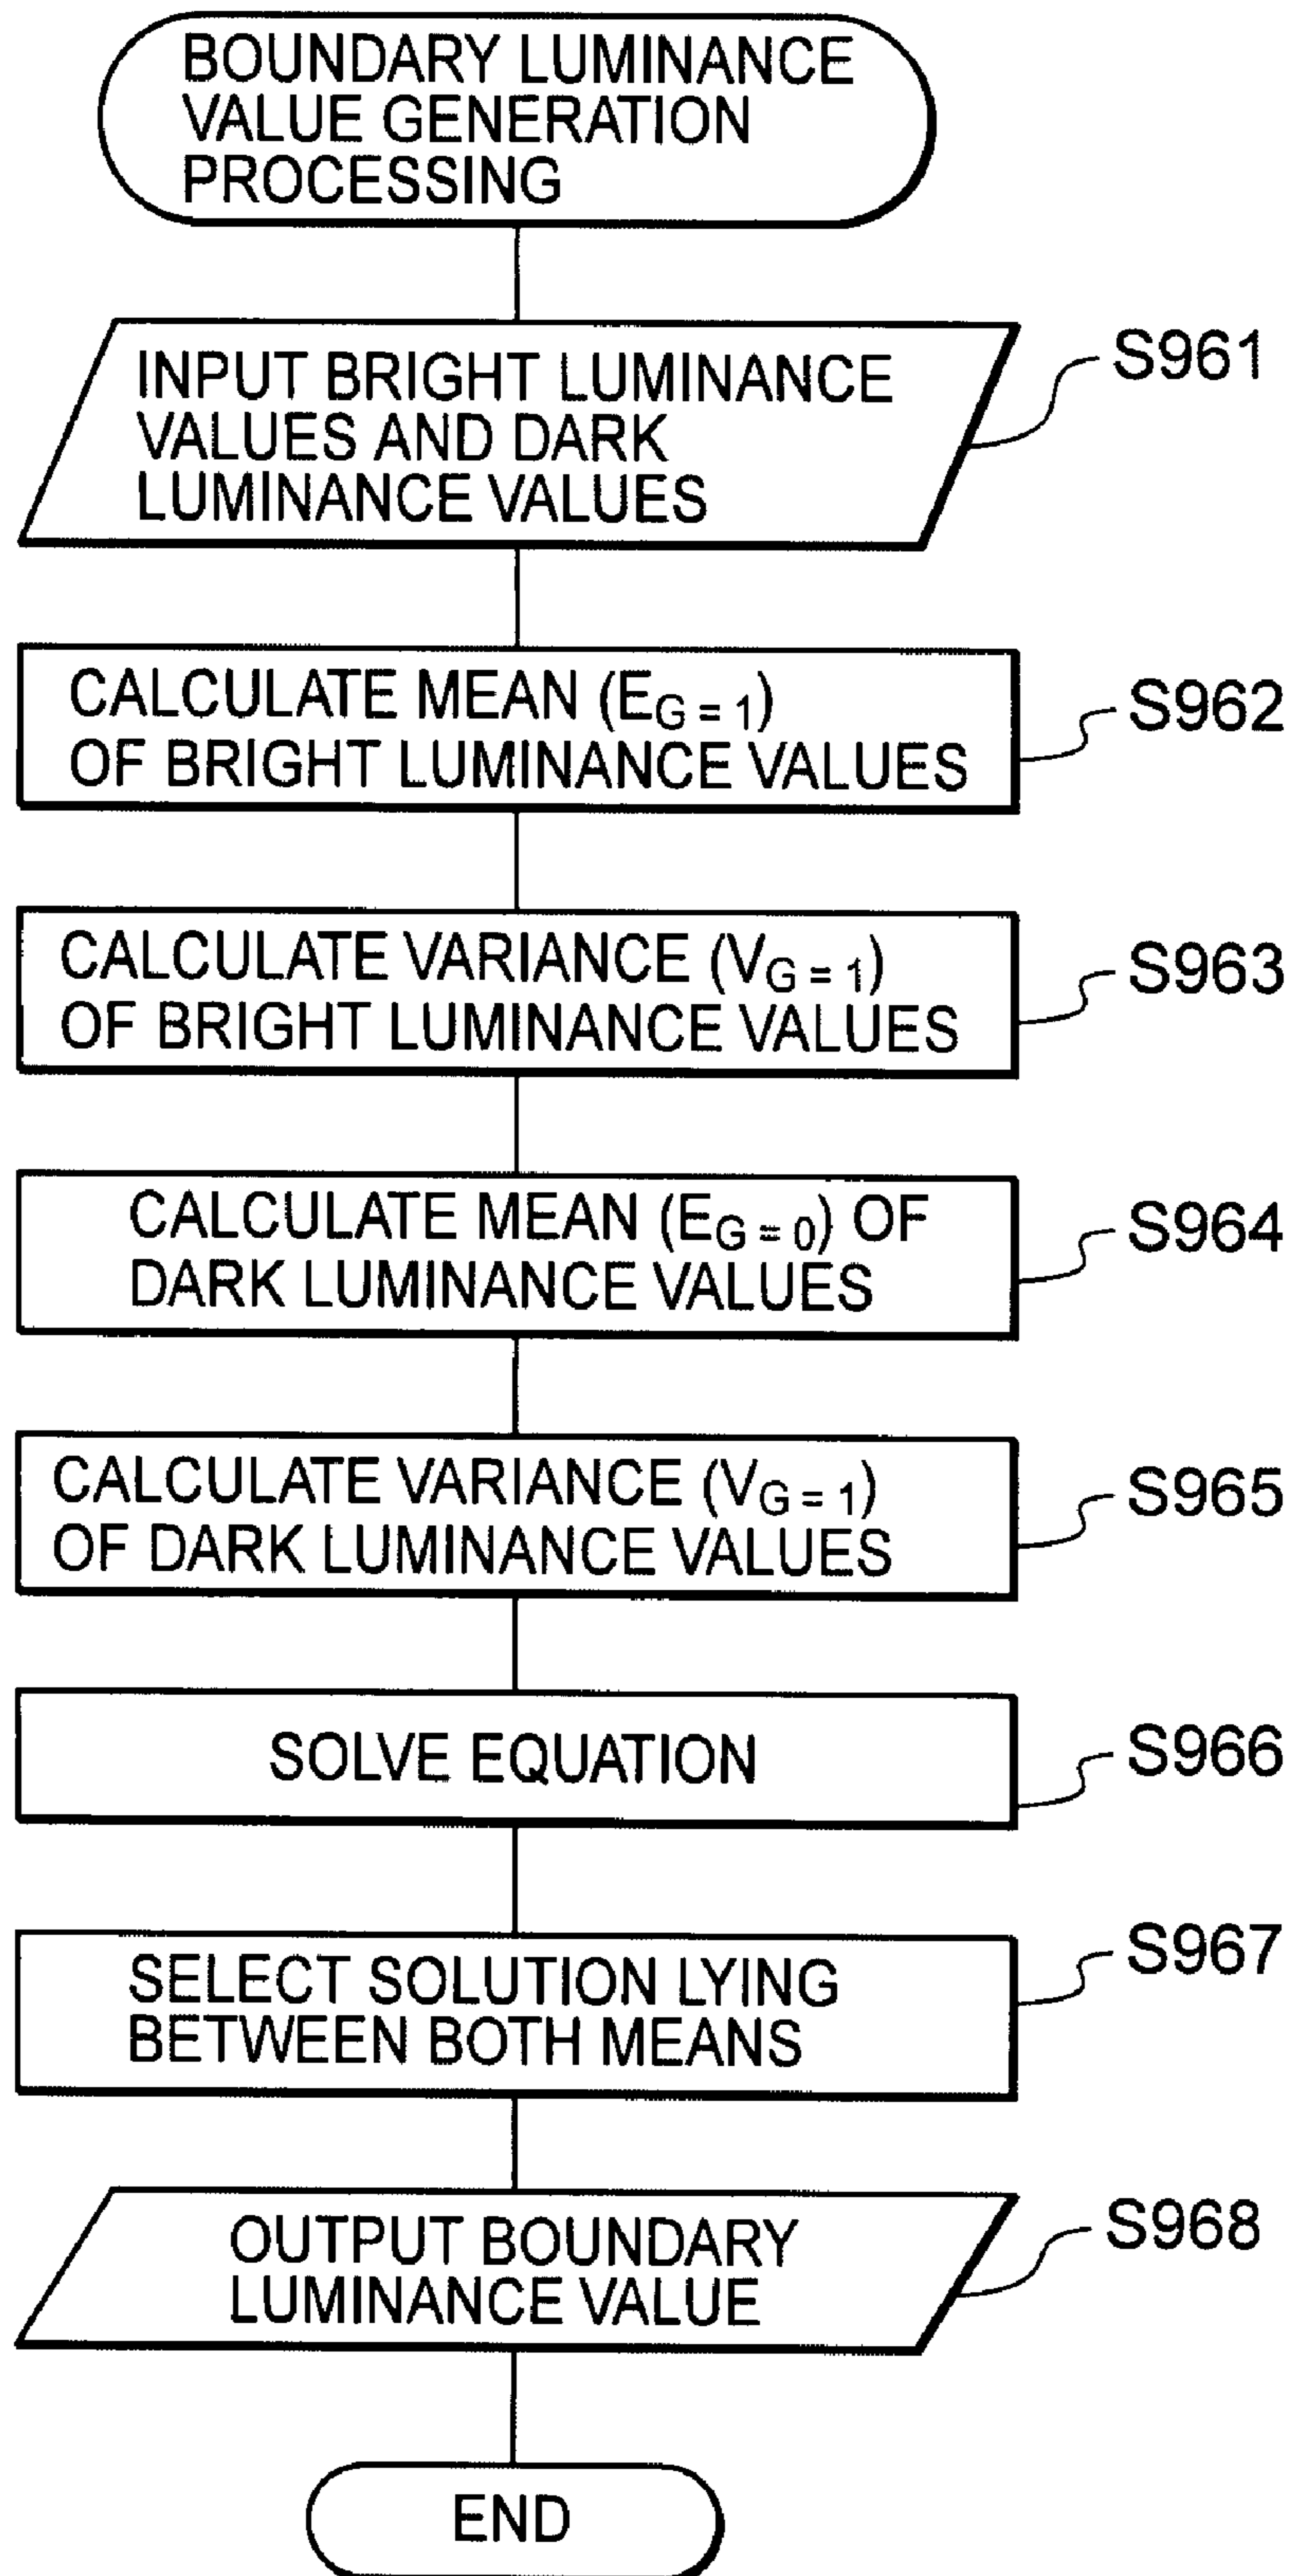 BOUNDARY LUMINANCE
VALUE GENERATION
PROCESSING
INPUT BRIGHT LUMINANCE
VALUES AND DARK
LUMINANCE VALUES
S961
CALCULATE MEAN (EG = 1)
OF BRIGHT LUMINANCE VALUES
S962
CALCULATE VARIANCE (VG = 1)
OF BRIGHT LUMINANCE VALUES
S963
CALCULATE MEAN (EG = 0) OF
DARK LUMINANCE VALUES
S964
CALCULATE VARIANCE (VG = 1)
OF DARK LUMINANCE VALUES
S965
SOLVE EQUATION
S966
SELECT SOLUTION LYING
BETWEEN BOTH MEANS
S967
OUTPUT BOUNDARY
LUMINANCE VALUE
S968
END